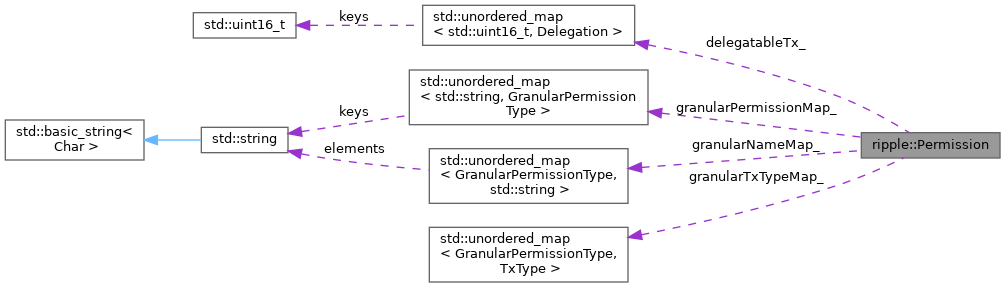 std::uint16_t
keys
std::unordered_map
< std::uint16_t, Delegation >
delegatableTx_
std::unordered_map
< std::string, GranularPermission
Type >
granularPermissionMap_
keys
std::basic_string<
Char >
std::string
elements
std::unordered_map
< GranularPermissionType,
std::string >
granularNameMap_
ripple::Permission
granularTxTypeMap_
std::unordered_map
< GranularPermissionType,
TxType >